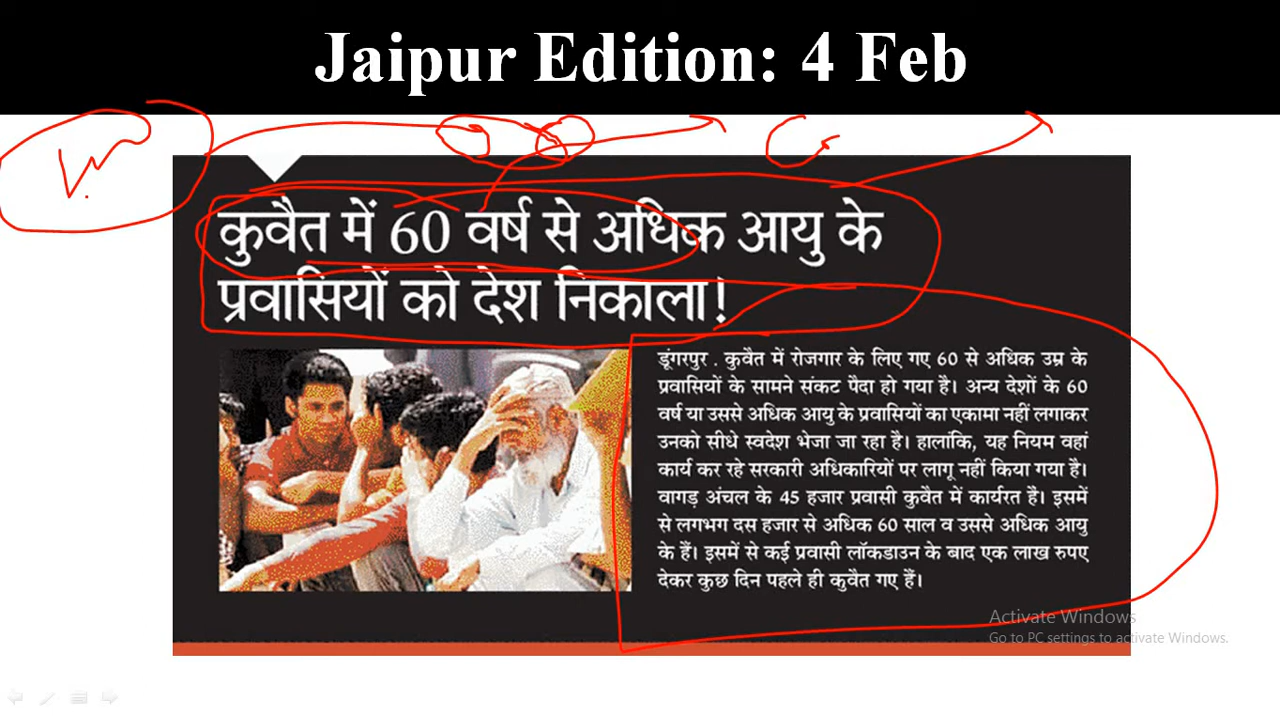 Jaipur Edition: 4 Feb
कुवैत में 60 वर्ष से अधिक आयु के
प्रवासियों को देश निकाला!
डूंगरपुर . कुवैत में रोजगार के लिए गए 60 से अधिक उम्र के
प्रवासियों के सामने संकट पैदा हो गया है। अन्य देशों के 60
वर्ष या उससे अधिक आयु के प्रवासियों का एकामा नहीं लगाकर
उनको सीधे स्वदेश भेजा जा रहा है। हालांकि, यह नियम वहां
कार्य कर रहे सरकारी अधिकारियों पर लागू नहीं किया गया है।
वागड़ अंचल के 45 हजार प्रवासी कुवैत में कार्यरत है। इसमें
से लगभग दस हजार से अधिक 60 साल व उससे अधिक आयु
के हैं। इसमें से कई प्रवासी लॉकडाउन के बाद एक लाख रुपए
देकर कुछ दिन पहले ही कुवैत गए हैं।
Activate Windows
Go to PC settings to activate Windows.